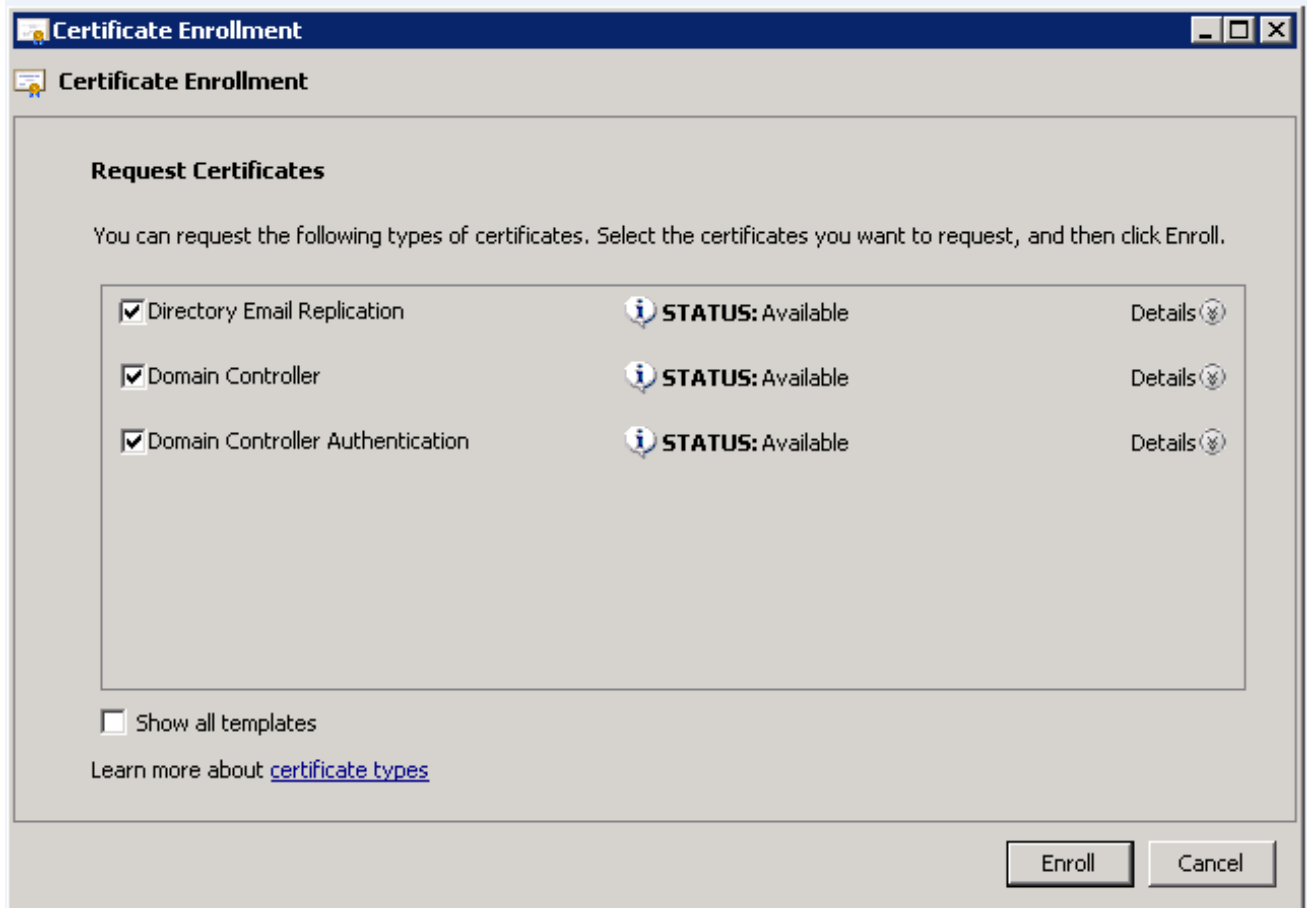 Certificate Enrollment
Certificate Enrollment
Request Certificates
You can request the following types of certificates. Select the certificates you want to request, and then click Enroll.
Directory Email Replication STATUS: Available Details
Domain Controller STATUS: Available Details
Domain Controller Authentication STATUS: Available Details
Show all templates
Learn more about certificate types
Enroll Cancel